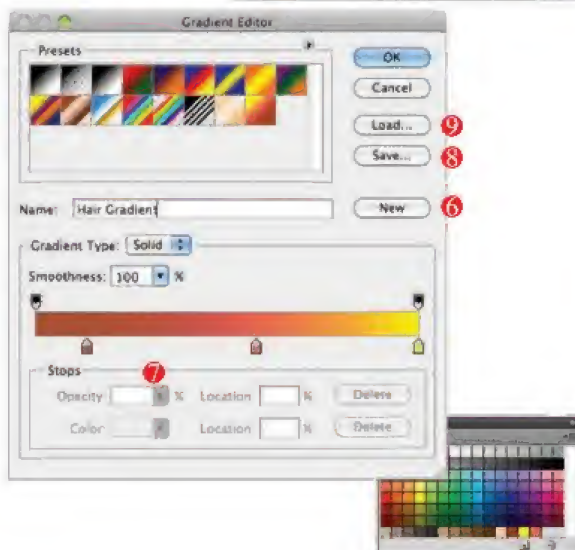 Gradient Editor
Presets
OK
Cancel
Load... 9
Save... 8
Name: Hair Gradient New 6
Gradient Type: Solid
Smoothness: 100 %
Stops 7
Opacity % Location % Delete
Color Location % Delete